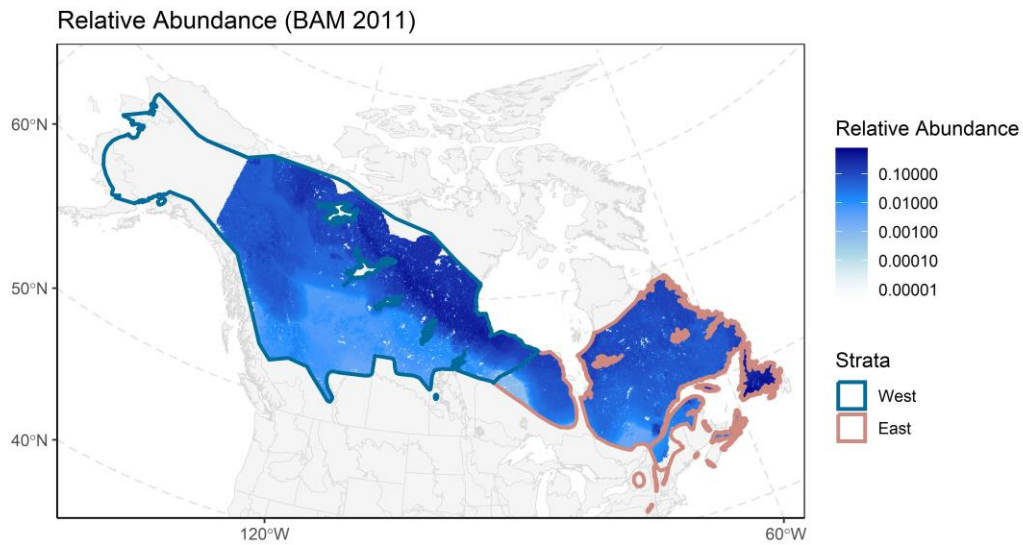 Relative Abundance (BAM 2011)
60°N
50°N
40°N
120°W
60°W
Relative Abundance
0.10000
0.01000
0.00100
0.00010
0.00001
Strata
West
East